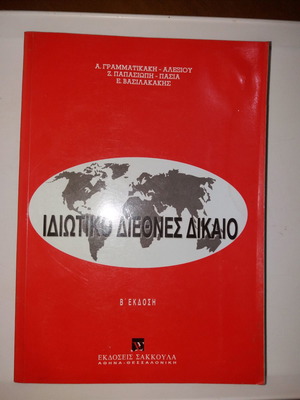 Α. ΓΡΑΜΜΑΤΙΚΑΚΗ - ΑΛΕΞΙΟΥ
Ζ. ΠΑΠΑΣΙΩΠΗ - ΠΑΣΙΑ
Ε. ΒΑΣΙΛΑΚΑΚΗΣ
ΙΔΙΩΤΙΚΟ ΔΙΕΘΝΕΣ ΔΙΚΑΙΟ
Β΄ ΕΚΔΟΣΗ
ΕΚΔΟΣΕΙΣ ΣΑΚΚΟΥΛΑ
ΑΘΗΝΑ-ΘΕΣΣΑΛΟΝΙΚΗ